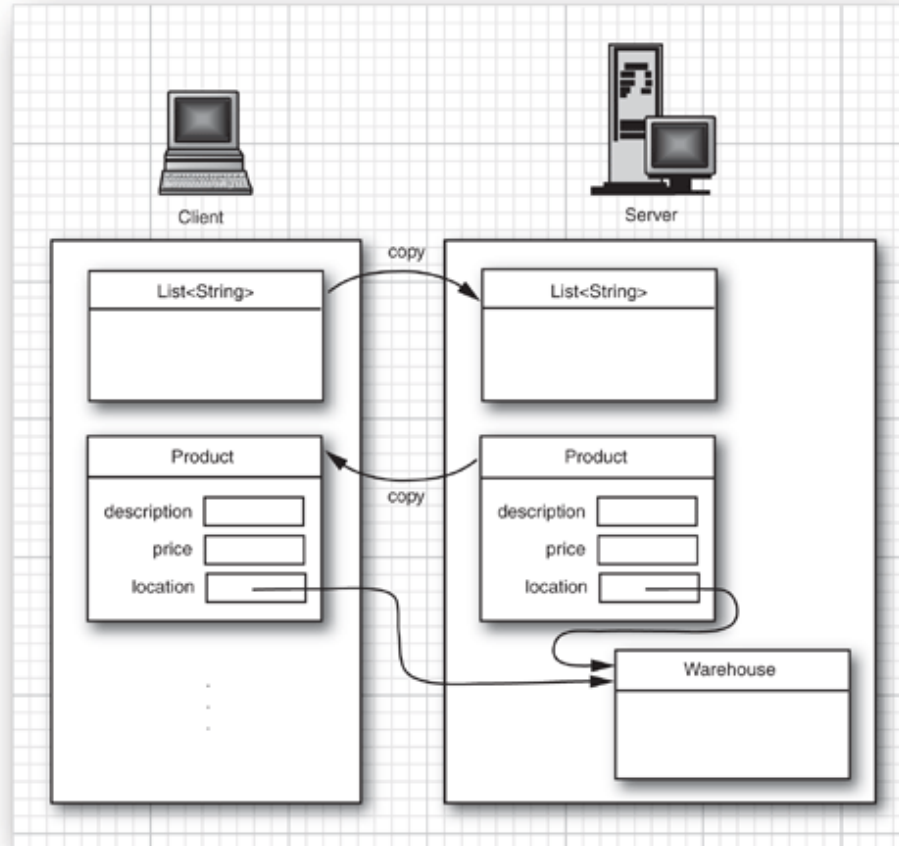 Client
Server
copy
List<String>
List<String>
Product
Product
copy
description
price
location
description
price
location
Warehouse